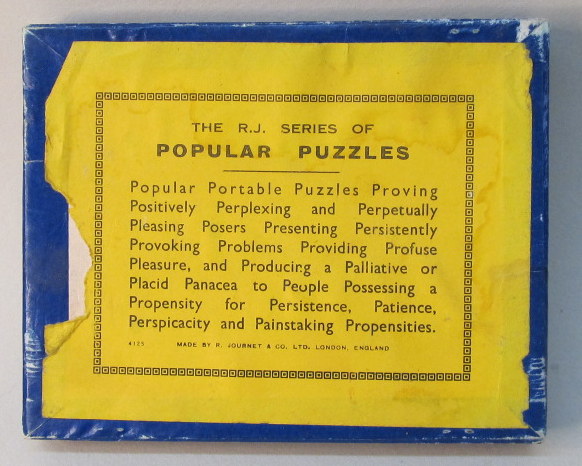 THE R.J. SERIES OF
POPULAR PUZZLES
Popular Portable Puzzles Proving
Positively Perplexing and Perpetually
Pleasing Posers Presenting Persistently
Provoking Problems Providing Profuse
Pleasure, and Producing a Palliative or
Placid Panacea to People Possessing a
Propensity for Persistence, Patience,
Perspicacity and Painstaking Propensities.
4125 MADE BY R. JOURNET & CO. LTD. LONDON, ENGLAND